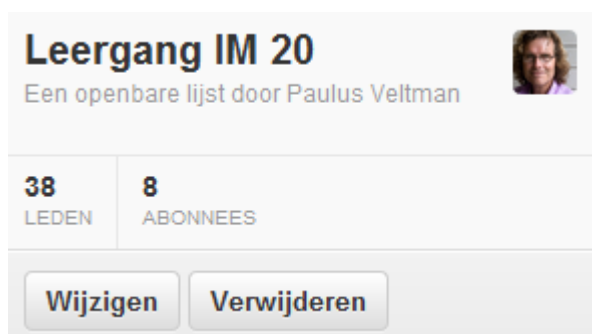 Leergang IM 20
Een openbare lijst door Paulus Veltman
38
LEDEN
8
ABONNEES
Wijzigen
Verwijderen